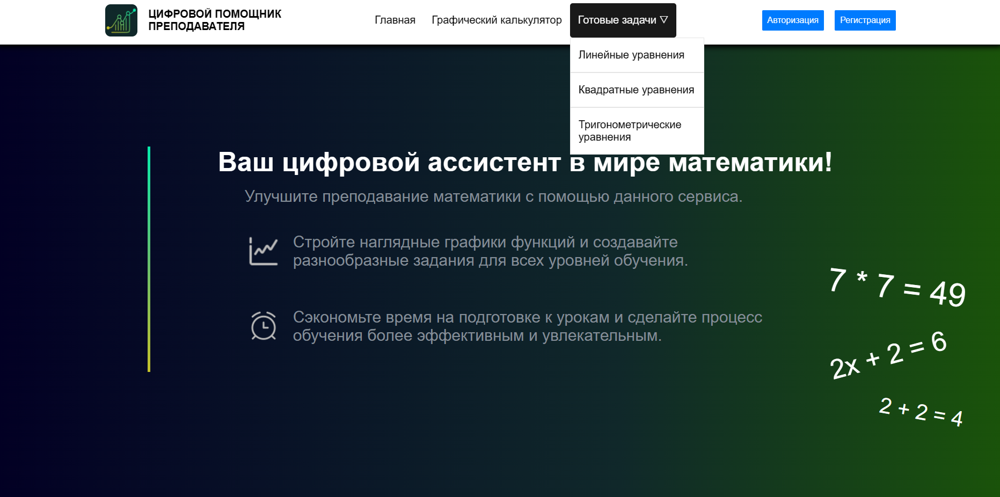 ЦИФРОВОЙ ПОМОЩНИК
ПРЕПОДАВАТЕЛЯ
Главная
Графический калькулятор
Готовые задачи ▽
Авторизация
Регистрация
Линейные уравнения
Квадратные уравнения
Тригонометрические
уравнения
Ваш цифровой ассистент в мире математики!
Улучшите преподавание математики с помощью данного сервиса.
Стройте наглядные графики функций и создавайте
разнообразные задания для всех уровней обучения.
Сэкономьте время на подготовке к урокам и сделайте процесс
обучения более эффективным и увлекательным.
7 * 7 = 49
2x + 2 = 6
2 + 2 = 4